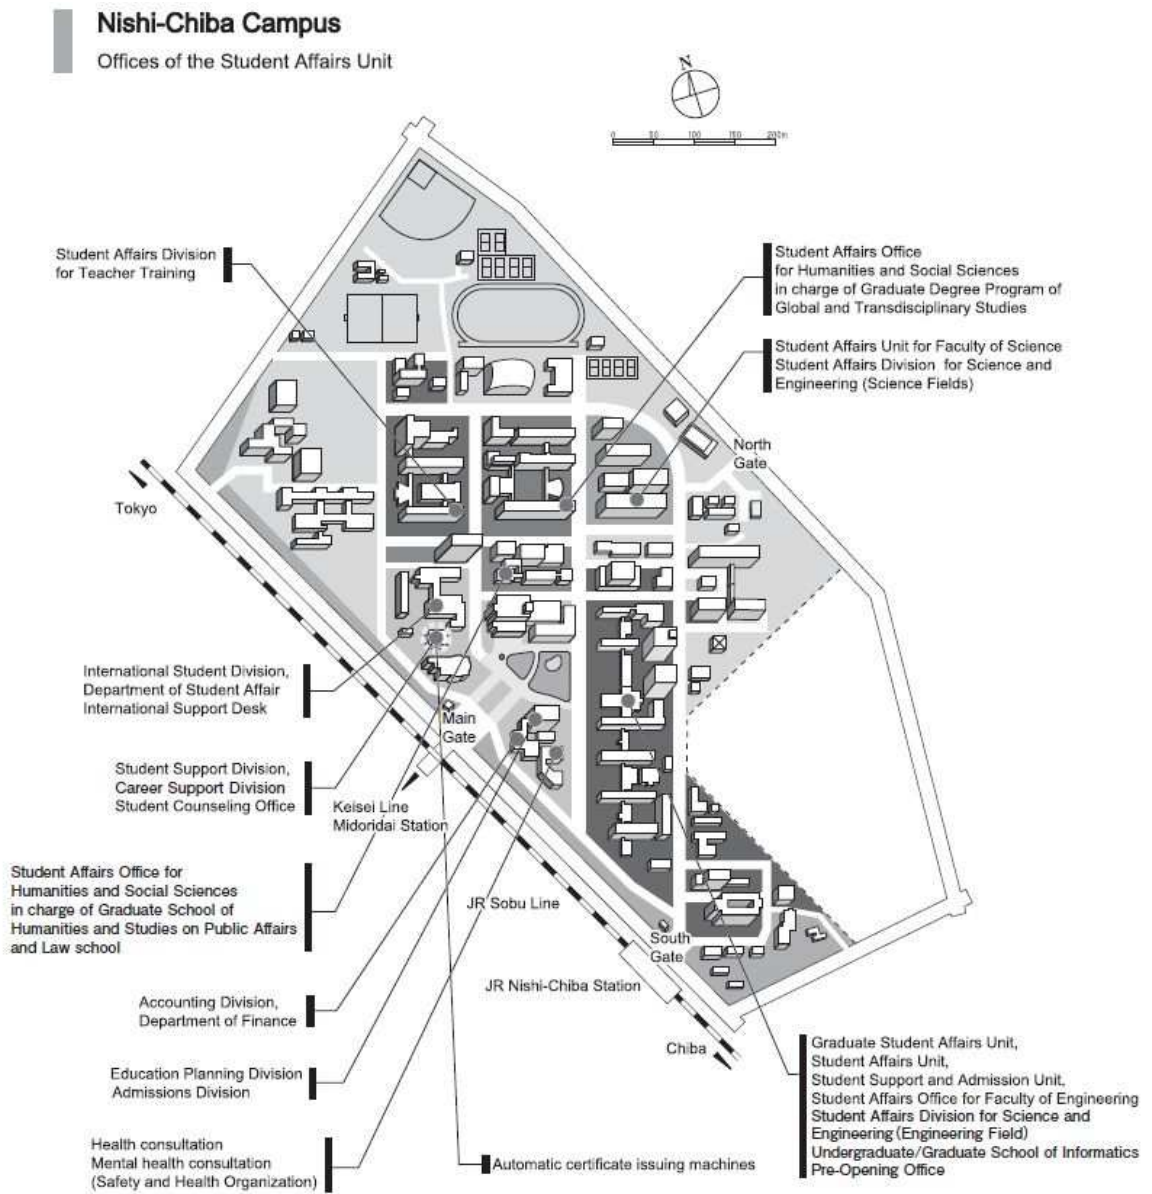 Nishi-Chiba Campus
Offices of the Student Affairs Unit
N
0 50 100 150 200m
Student Affairs Division
for Teacher Training
Student Affairs Office
for Humanities and Social Sciences
in charge of Graduate Degree Program of
Global and Transdisciplinary Studies
Student Affairs Unit for Faculty of Science
Student Affairs Division for Science and
Engineering (Science Fields)
North
Gate
Tokyo
International Student Division,
Department of Student Affair
International Support Desk
Main
Gate
Student Support Division,
Career Support Division
Student Counseling Office
Keisei Line
Midoridai Station
Student Affairs Office for
Humanities and Social Sciences
in charge of Graduate School of
Humanities and Studies on Public Affairs
and Law school
JR Sobu Line
South
Gate
JR Nishi-Chiba Station
Accounting Division,
Department of Finance
Chiba
Education Planning Division
Admissions Division
Graduate Student Affairs Unit,
Student Affairs Unit,
Student Support and Admission Unit,
Student Affairs Office for Faculty of Engineering
Student Affairs Division for Science and
Engineering (Engineering Field)
Undergraduate/Graduate School of Informatics
Pre-Opening Office
Health consultation
Mental health consultation
(Safety and Health Organization)
Automatic certificate issuing machines